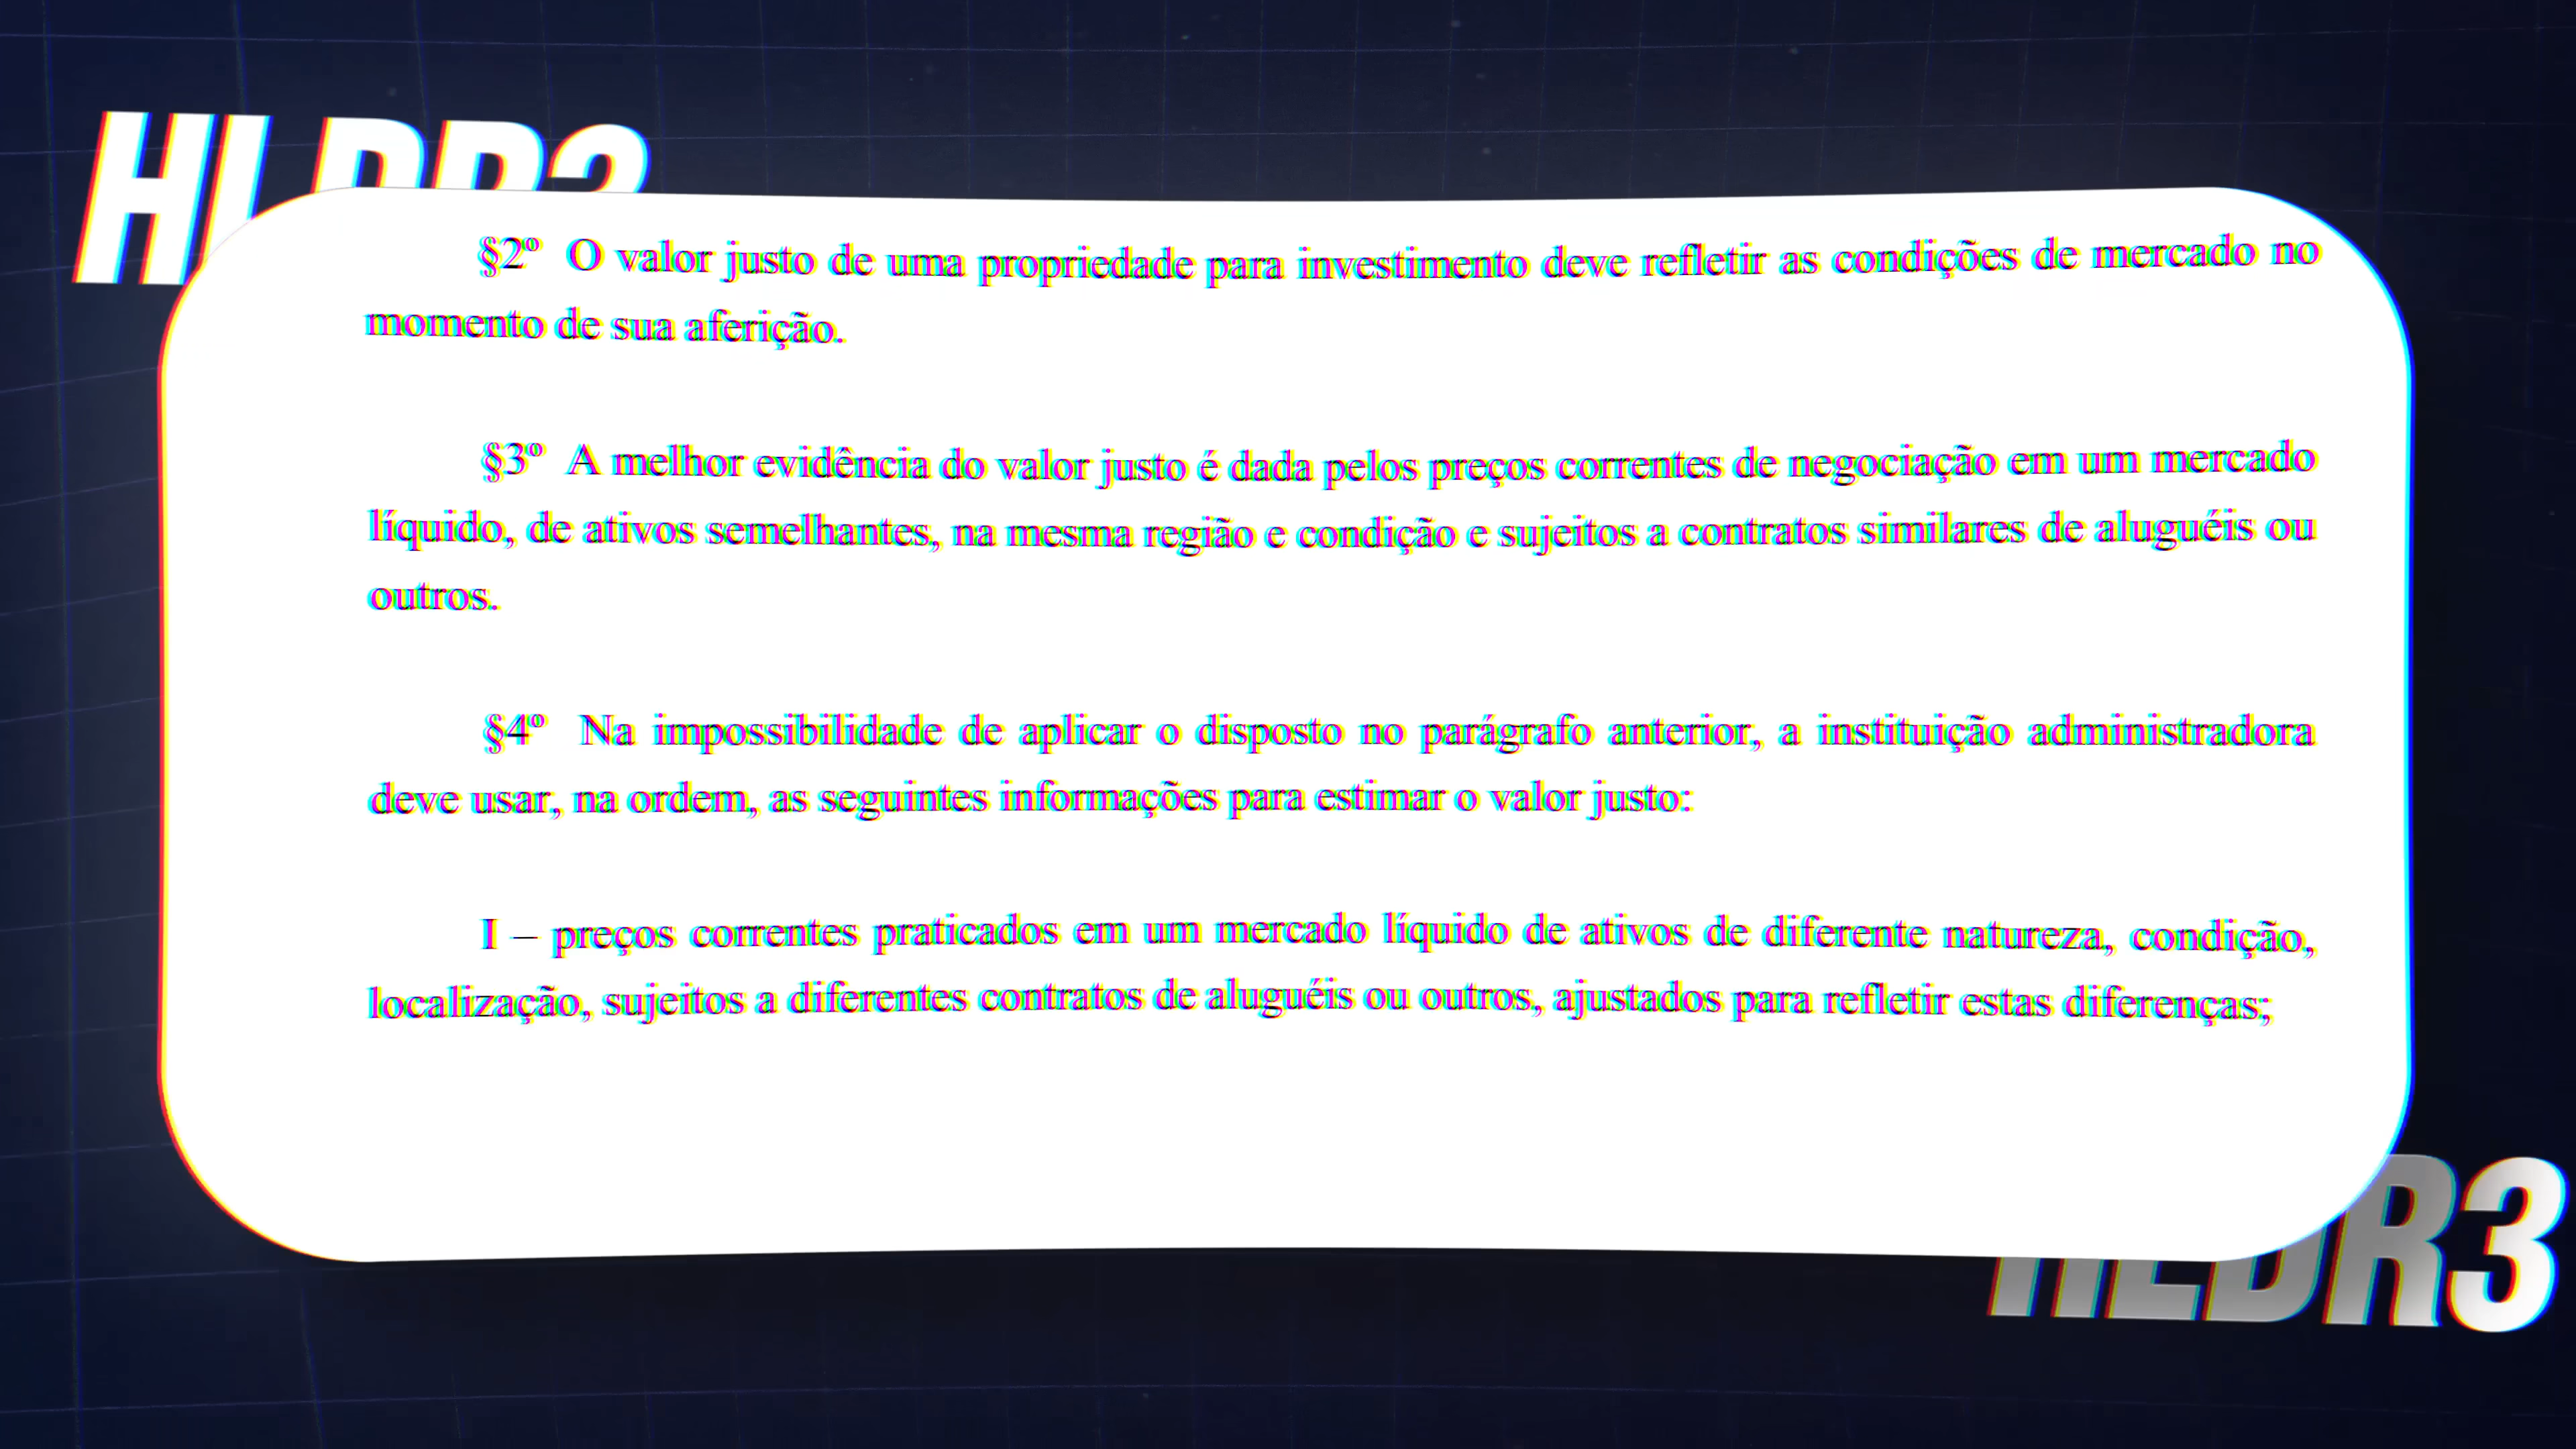 HLDR3
§2º O valor justo de uma propriedade para investimento deve refletir as condições de mercado no
momento de sua aferição.
§3º A melhor evidência do valor justo é dada pelos preços correntes de negociação em um mercado
líquido, de ativos semelhantes, na mesma região e condição e sujeitos a contratos similares de aluguéis ou
outros.
§4º Na impossibilidade de aplicar o disposto no parágrafo anterior, a instituição administradora
deve usar, na ordem, as seguintes informações para estimar o valor justo:
I – preços correntes praticados em um mercado líquido de ativos de diferente natureza, condição,
localização, sujeitos a diferentes contratos de aluguéis ou outros, ajustados para refletir estas diferenças;
HLDR3